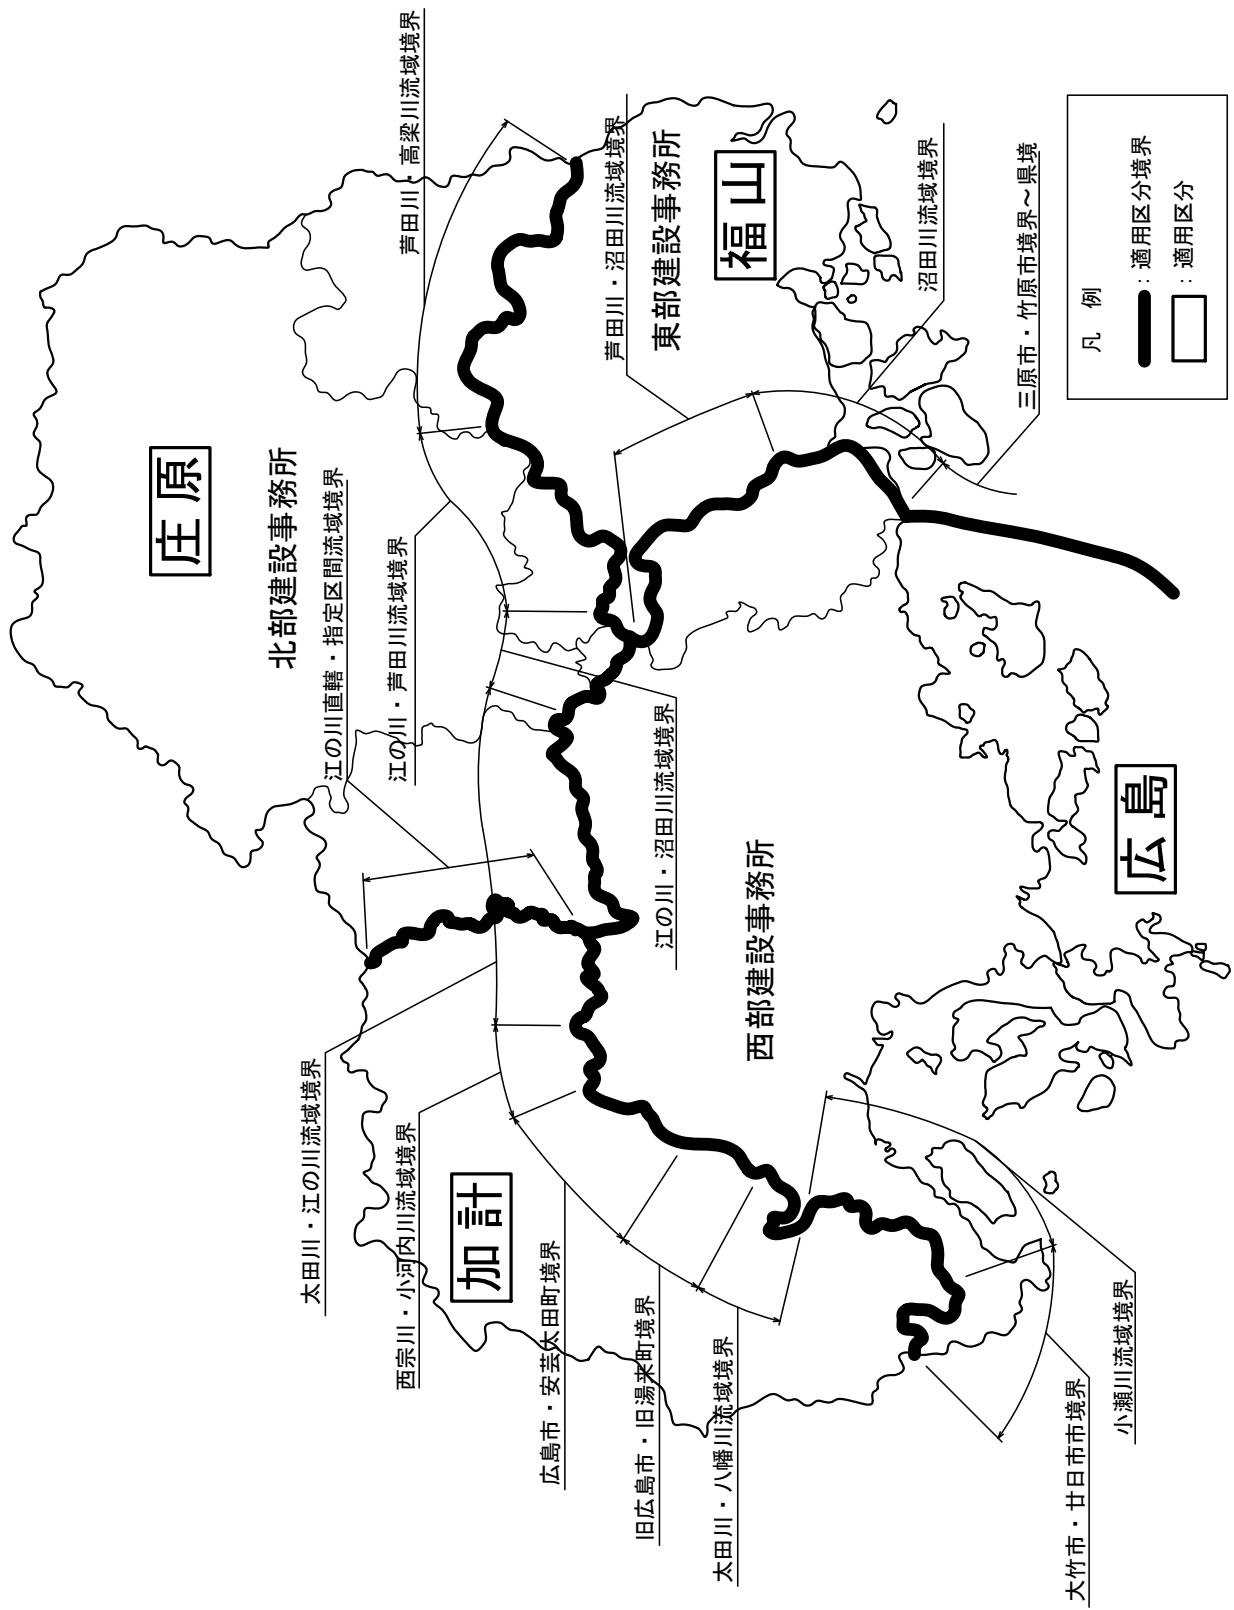 芦田川・高梁川流域境界
庄原
北部建設事務所
江の川直轄・指定区間流域境界
江の川・芦田川流域境界
芦田川・沼田川流域境界
東部建設事務所
福山
沼田川流域境界
三原市・竹原市境界～県境
江の川・沼田川流域境界
太田川・江の川流域境界
西宗川・小河内川流域境界
加計
広島市・安芸太田町境界
旧広島市・旧湯来町境界
太田川・八幡川流域境界
西部建設事務所
広島
小瀬川流域境界
大竹市・廿日市市境界
凡例
：適用区分境界
：適用区分